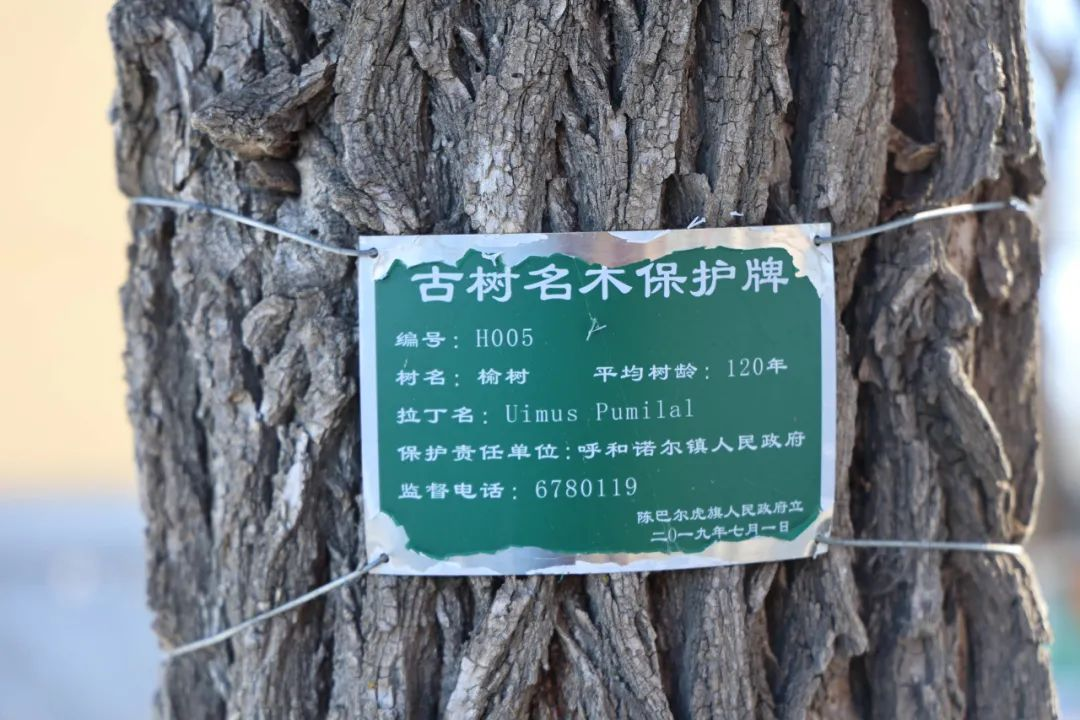 古树名木保护牌
编号: H005
树名: 榆树 平均树龄: 120年
拉丁名: Uimus Pumilal
保护责任单位:呼和诺尔镇人民政府
监督电话: 6780119
陈巴尔虎旗人民政府立
二〇一九年七月一日